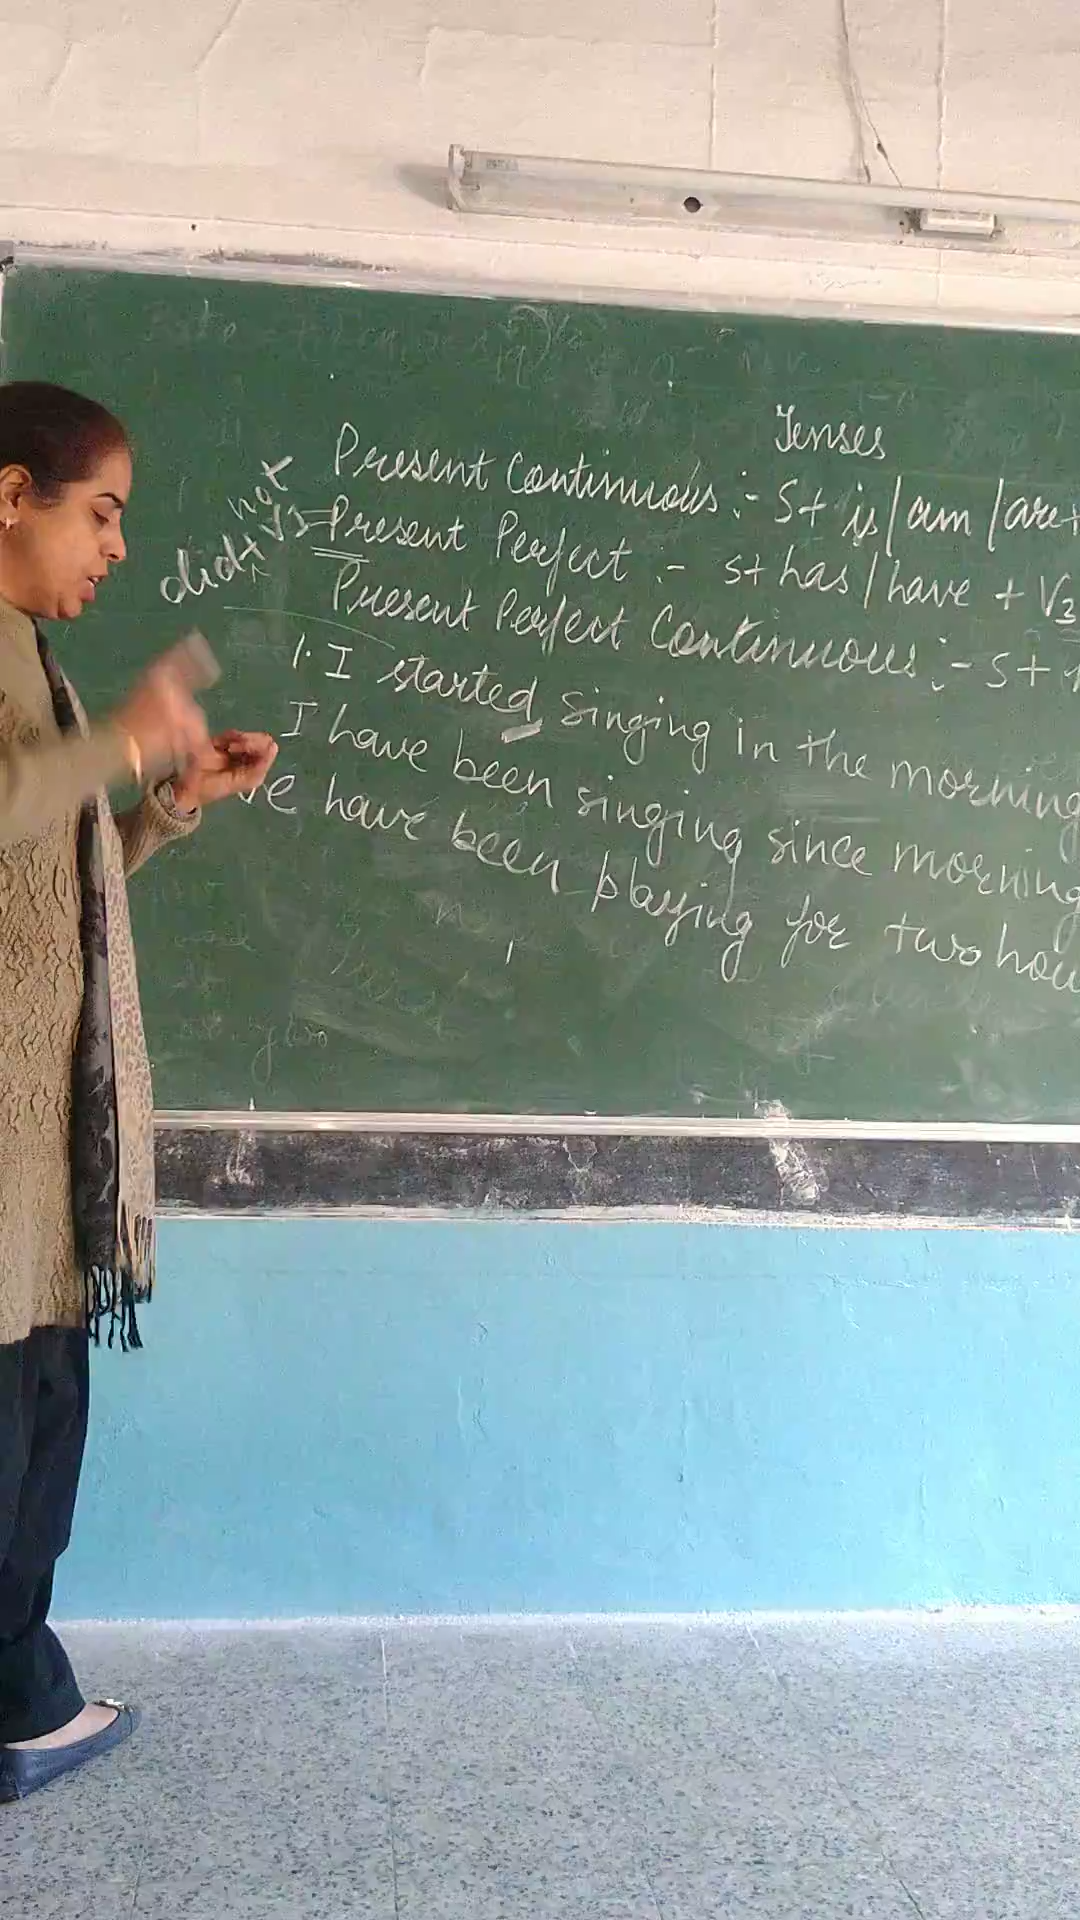 Tenses
Present Continuous :- S+ is/am/are+
Present Perfect :- S+ has/have + V3
Present Perfect Continuous :- S+
not
did+ V1=
1. I started singing in the morning
I have been singing since morning
have been playing for two hou